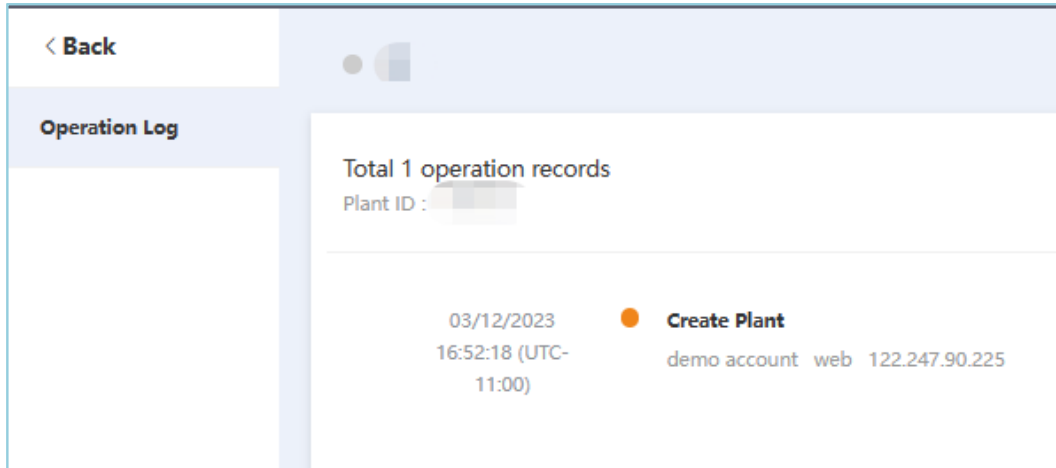 Back
Operation Log
Total 1 operation records
Plant ID :
03/12/2023
16:52:18 (UTC-
11:00)
Create Plant
demo account web 122.247.90.225